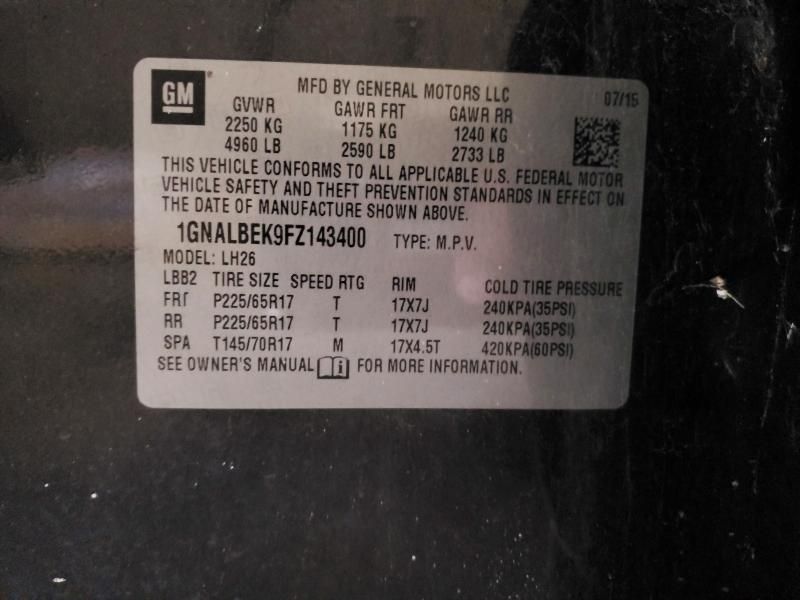 GM
MFD BY GENERAL MOTORS LLC 07/15
GVWR GAWR FRT GAWR RR
2250 KG 1175 KG 1240 KG
4960 LB 2590 LB 2733 LB
THIS VEHICLE CONFORMS TO ALL APPLICABLE U.S. FEDERAL MOTOR
VEHICLE SAFETY AND THEFT PREVENTION STANDARDS IN EFFECT ON
THE DATE OF MANUFACTURE SHOWN ABOVE.
1GNALBEK9FZ143400 TYPE: M.P.V.
MODEL: LH26
LBB2 TIRE SIZE SPEED RTG RIM COLD TIRE PRESSURE
FRT P225/65R17 T 17X7J 240KPA(35PSI)
RR P225/65R17 T 17X7J 240KPA(35PSI)
SPA T145/70R17 M 17X4.5T 420KPA(60PSI)
SEE OWNER'S MANUAL i FOR MORE INFORMATION.